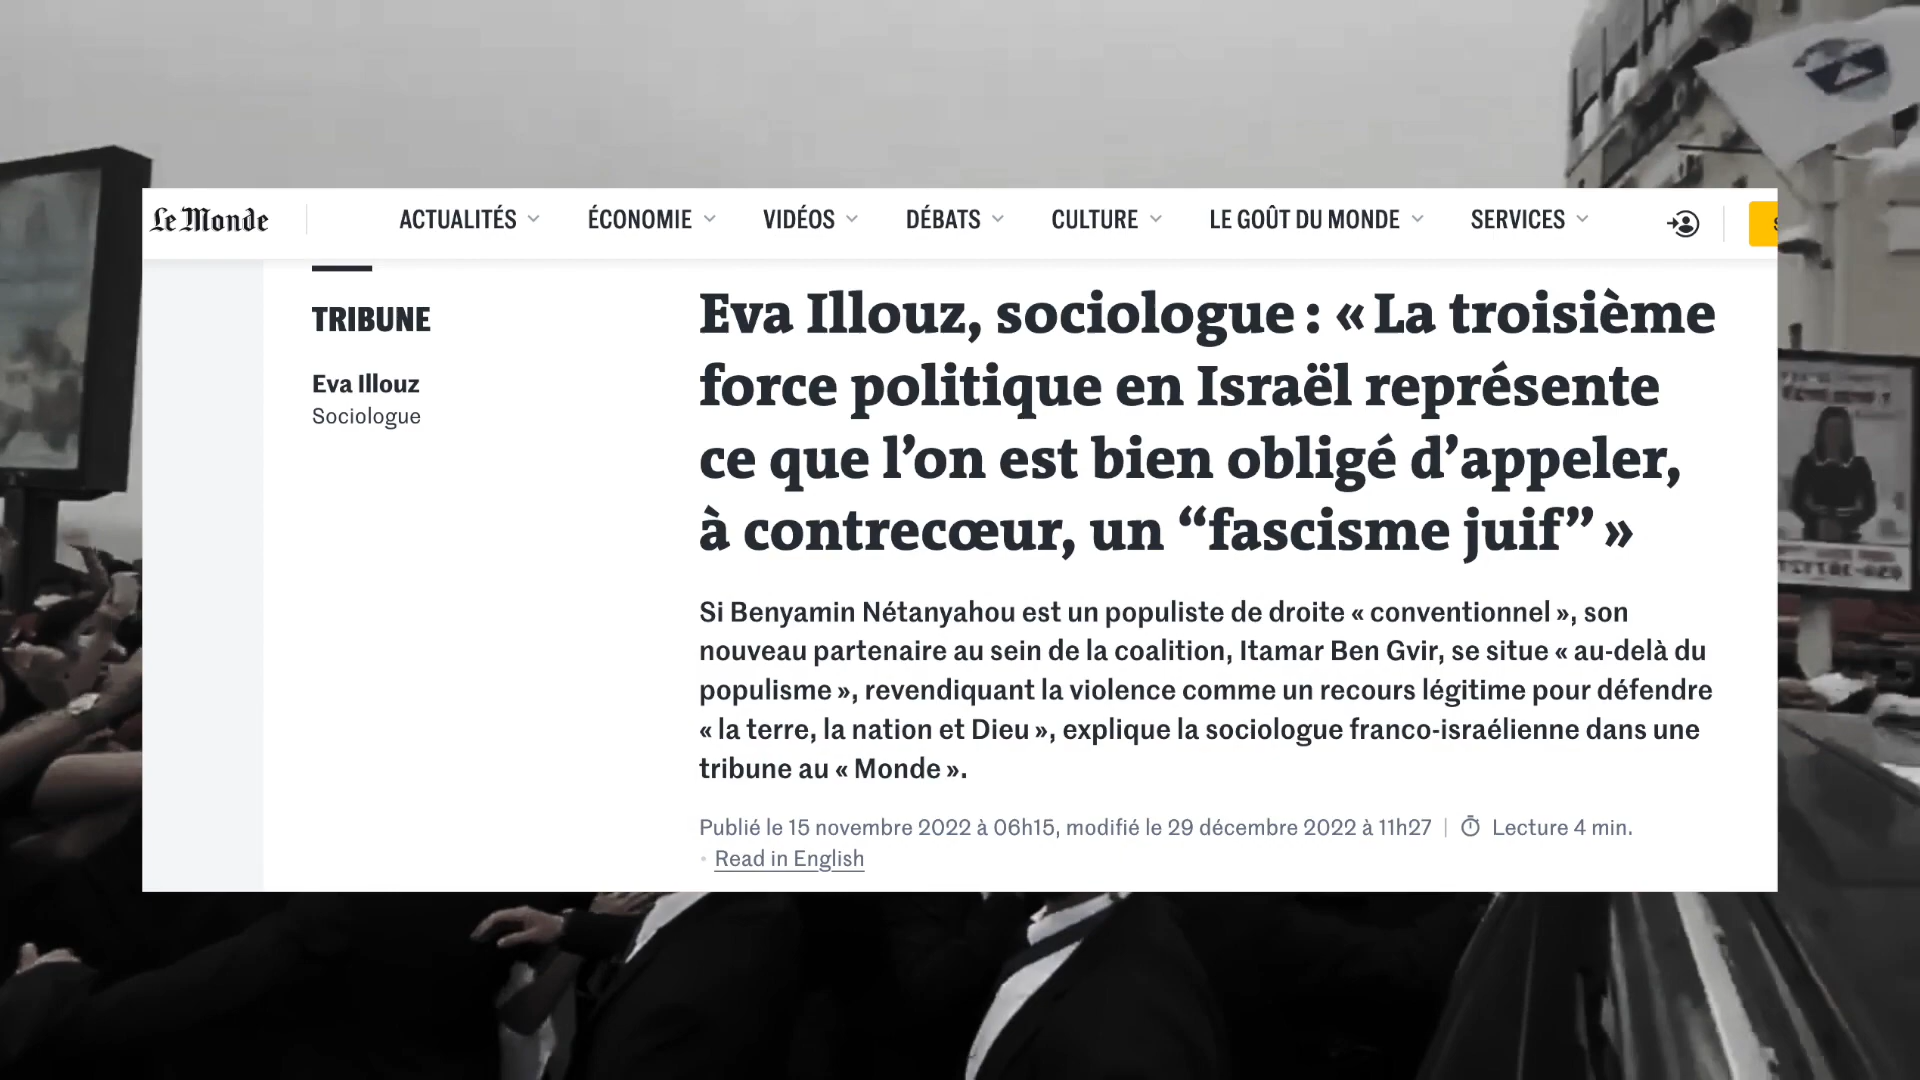 Le Monde
ACTUALITÉS
ÉCONOMIE
VIDÉOS
DÉBATS
CULTURE
LE GOÛT DU MONDE
SERVICES
TRIBUNE
Eva Illouz
Sociologue
Eva Illouz, sociologue : « La troisième
force politique en Israël représente
ce que l’on est bien obligé d’appeler,
à contrecœur, un “fascisme juif” »
Si Benyamin Nétanyahou est un populiste de droite « conventionnel », son
nouveau partenaire au sein de la coalition, Itamar Ben Gvir, se situe « au-delà du
populisme », revendiquant la violence comme un recours légitime pour défendre
« la terre, la nation et Dieu », explique la sociologue franco-israélienne dans une
tribune au « Monde ».
Publié le 15 novembre 2022 à 06h15, modifié le 29 décembre 2022 à 11h27 | Lecture 4 min.
• Read in English